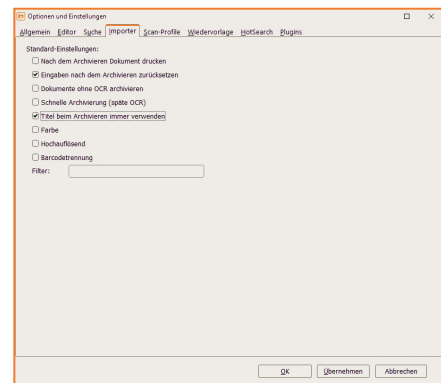 Optionen und Einstellungen
Allgemein Editor Suche Importer Scan-Profile Wiedervorlage HotSearch Plugins
Standard-Einstellungen:
Nach dem Archivieren Dokument drucken
Eingaben nach dem Archivieren zurücksetzen
Dokumente ohne OCR archivieren
Schnelle Archivierung (späte OCR)
Titel beim Archivieren immer verwenden
Farbe
Hochauflösend
Barcodetrennung
Filter:
OK Übernehmen Abbrechen